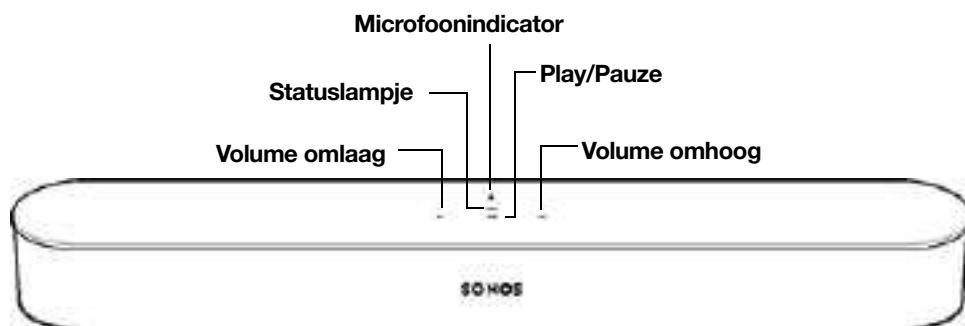 Microfoonindicator
Play/Pauze
Statuslampje
Volume omlaag
Volume omhoog
SONOS